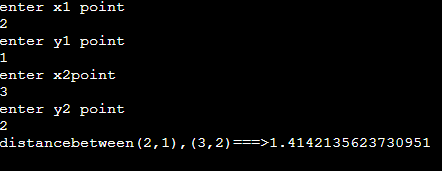 enter x1 point
2
enter y1 point
1
enter x2point
3
enter y2 point
2
distancebetween(2,1),(3,2)===>1.4142135623730951